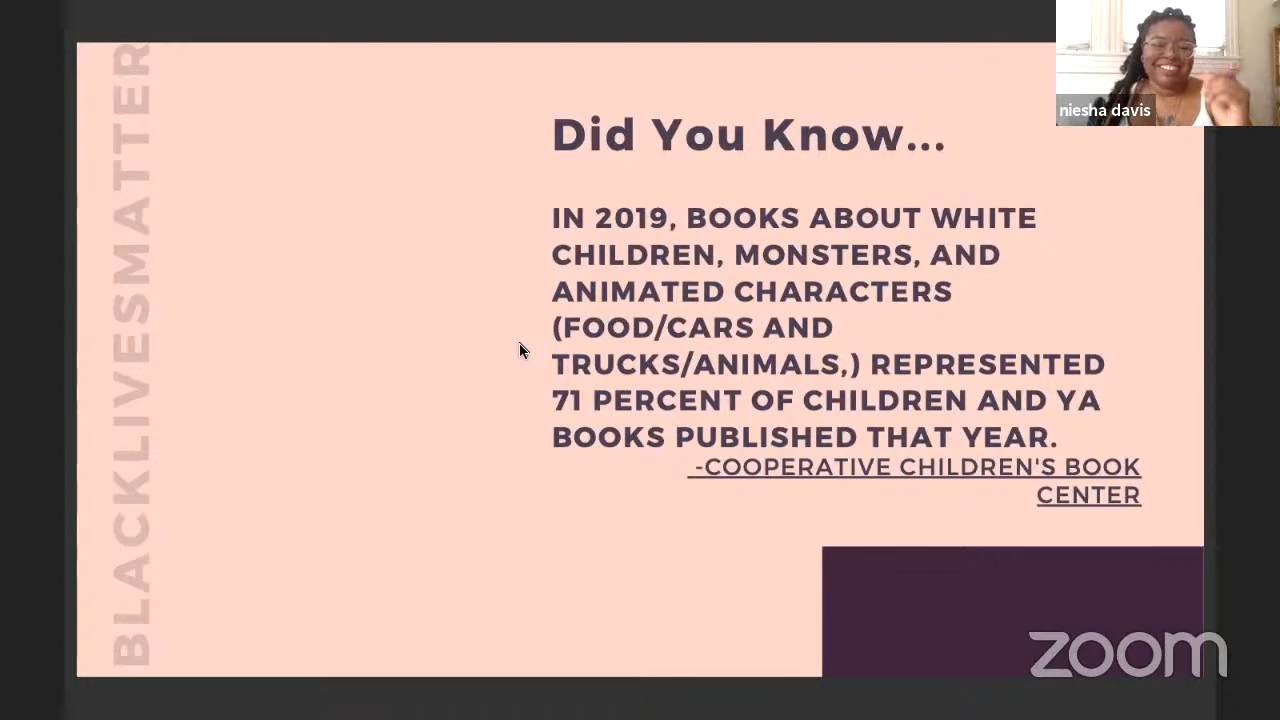 BLACKLIVESMATTER
niesha davis
Did You Know...
IN 2019, BOOKS ABOUT WHITE
CHILDREN, MONSTERS, AND
ANIMATED CHARACTERS
(FOOD/CARS AND
TRUCKS/ANIMALS,) REPRESENTED
71 PERCENT OF CHILDREN AND YA
BOOKS PUBLISHED THAT YEAR.
-COOPERATIVE CHILDREN'S BOOK
CENTER
zoom